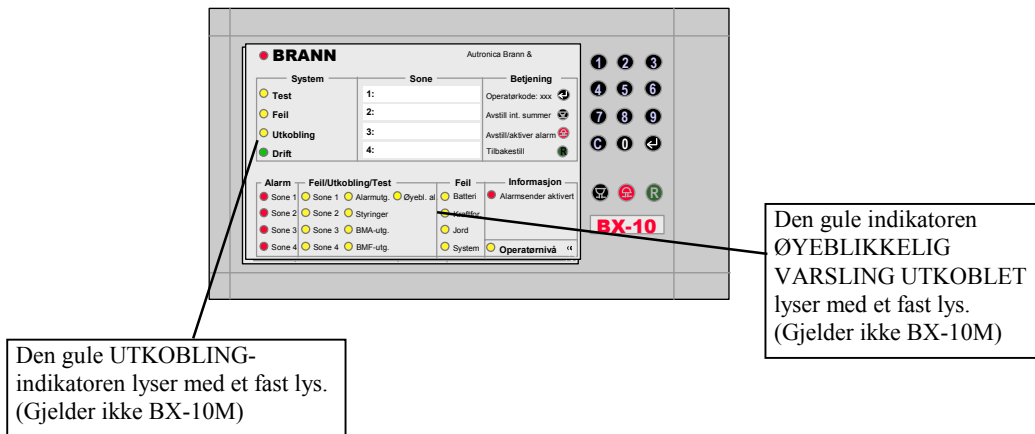 BRANN
Autronica Brann &
System
Sone
Betjening
Test
1:
Operatørkode: xxx
Feil
2:
Avstill int. summer
Utkobling
3:
Avstill/aktiver alarm
Drift
4:
Tilbakestill R
1 2 3
4 5 6
7 8 9
C 0
R
Alarm
Feil/Utkobling/Test
Feil
Informasjon
Sone 1 Sone 1 Alarmutg. Øyebl. al Batteri Alarmsender aktivert
Sone 2 Sone 2 Styringer Kraftfor
Sone 3 Sone 3 BMA-utg. Jord
Sone 4 Sone 4 BMF-utg. System Operatørnivå
BX-10
Den gule indikatoren
ØYEBLIKKELIG
VARSLING UTKOBLET
lyser med et fast lys.
(Gjelder ikke BX-10M)
Den gule UTKOBLING-
indikatoren lyser med et fast lys.
(Gjelder ikke BX-10M)